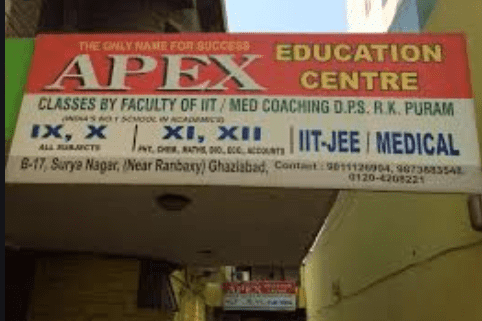 THE ONLY NAME FOR SUCCESS
APEX EDUCATION CENTRE
CLASSES BY FACULTY OF IIT / MED COACHING D.P.S. R.K. PURAM
(INDIA'S NO.1 SCHOOL IN ACADEMICS)
IX, X | XI, XII | IIT-JEE / MEDICAL
ALL SUBJECTS PHY, CHEM, MATHS, BIO., ECO., ACCOUNTS
B-17, Surya Nagar, (Near Ranbaxy) Ghaziabad, Contact : 9811126904, 9873683548
0120-4268221
APEX